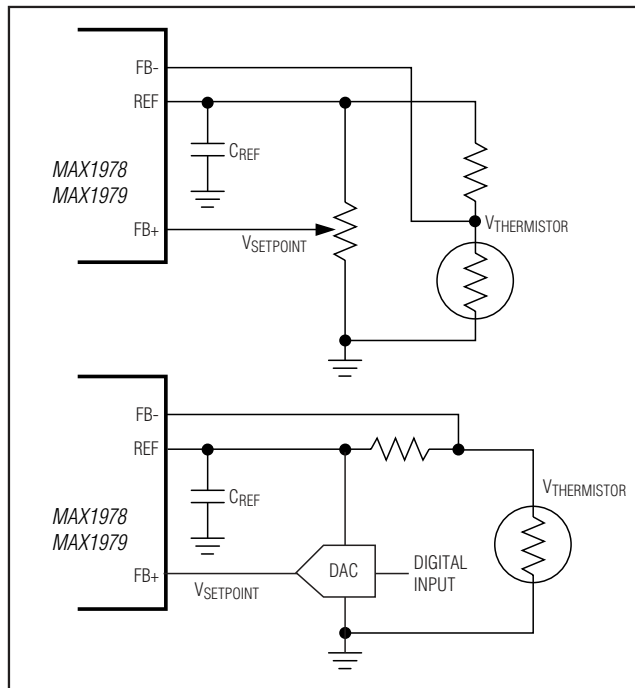 FB-
REF
CREF
MAX1978
MAX1979
FB+
VSETPOINT
VTHERMISTOR
FB-
REF
CREF
VTHERMISTOR
MAX1978
MAX1979
FB+
VSETPOINT
DAC
DIGITAL
INPUT